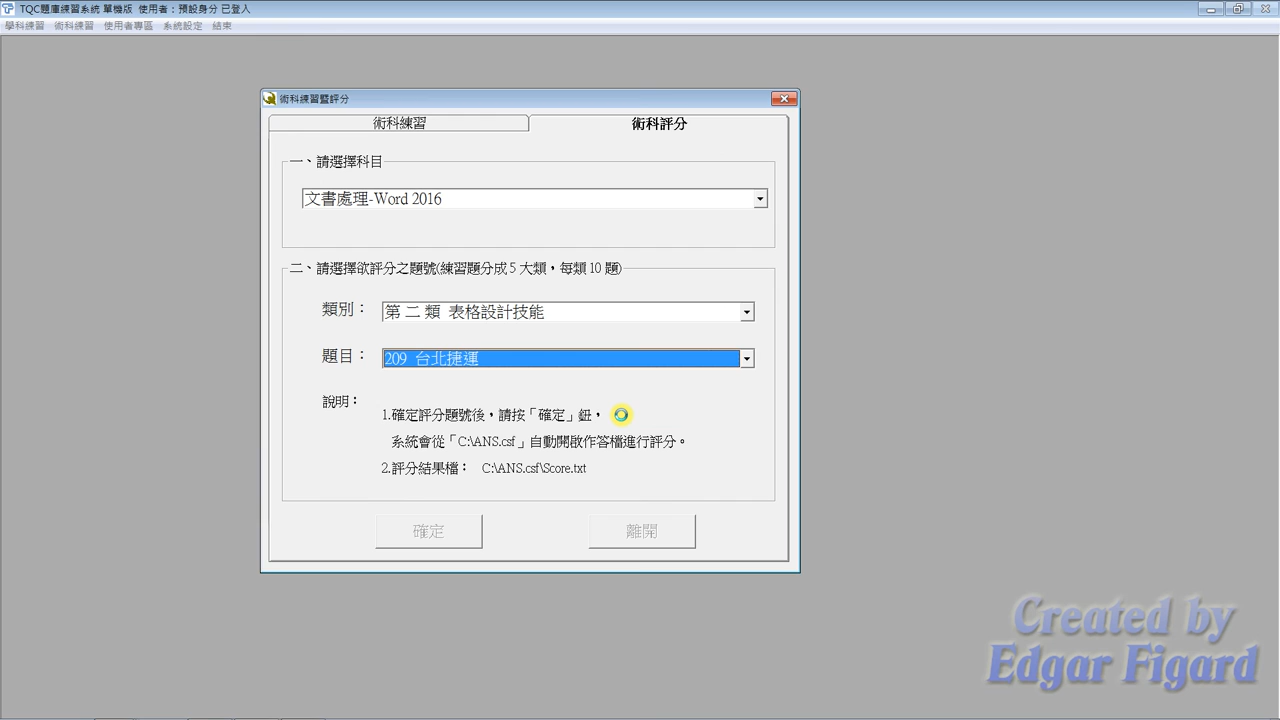 TQC題庫練習系統 單機版 使用者：預設身分 已登入
學科練習 術科練習 使用者專區 系統設定 結束
術科練習暨評分
術科練習 術科評分
一、請選擇科目
文書處理-Word 2016
二、請選擇欲評分之題號(練習題分成 5 大類，每類 10 題)
類別： 第 二 類 表格設計技能
題目： 209 台北捷運
說明：
1.確定評分題號後，請按「確定」鈕，
系統會從「C:\ANS.csf」自動開啟作答檔進行評分。
2.評分結果檔： C:\ANS.csf\Score.txt
確定 離開
Created by
Edgar Figard